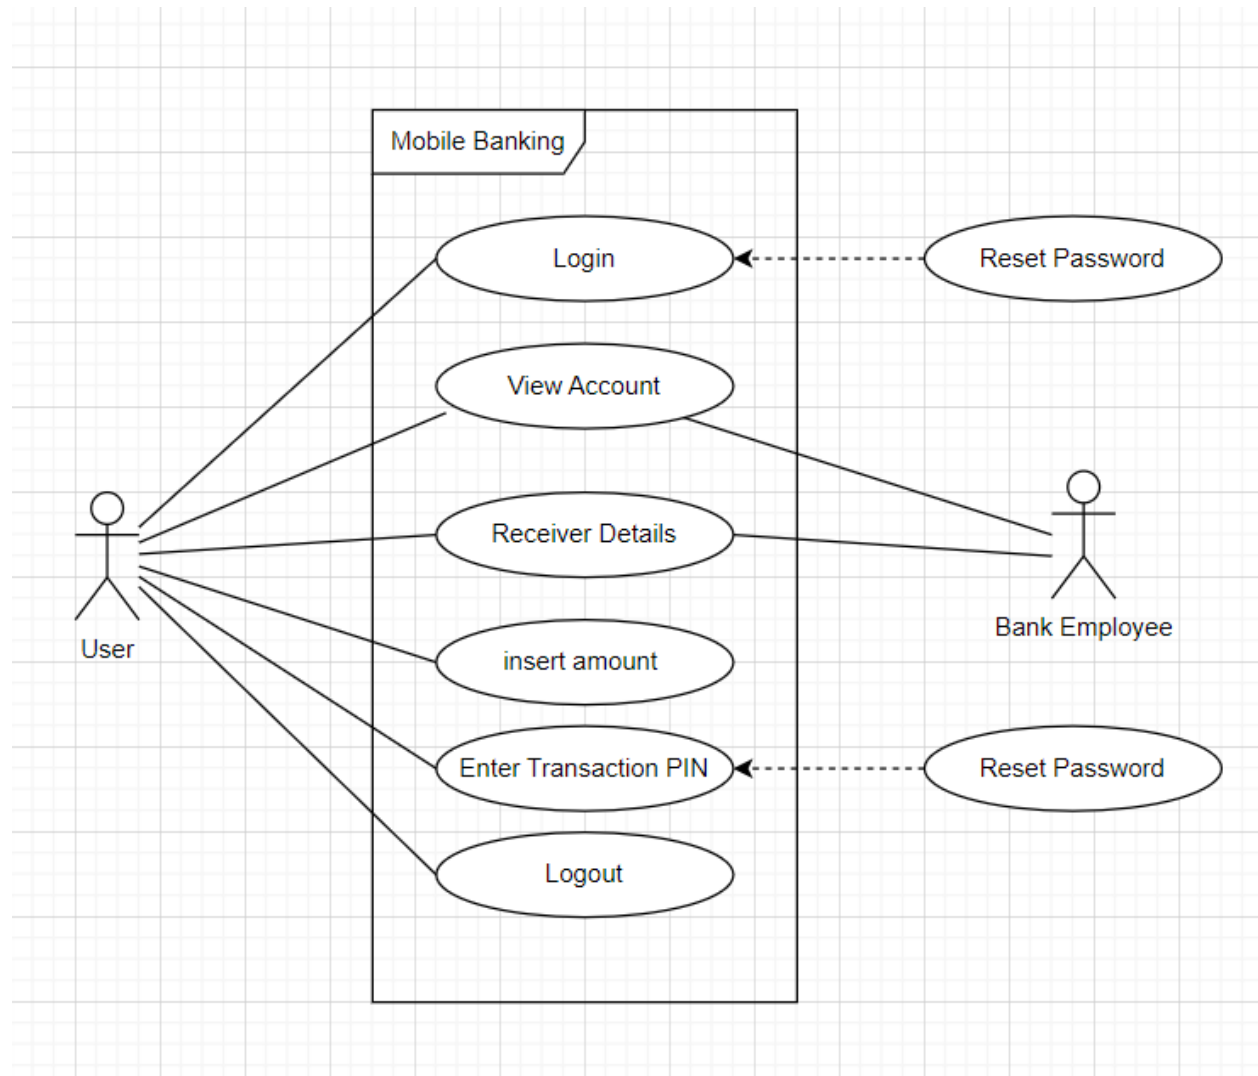 Mobile Banking
Login
Reset Password
View Account
Receiver Details
User
Bank Employee
insert amount
Enter Transaction PIN
Reset Password
Logout